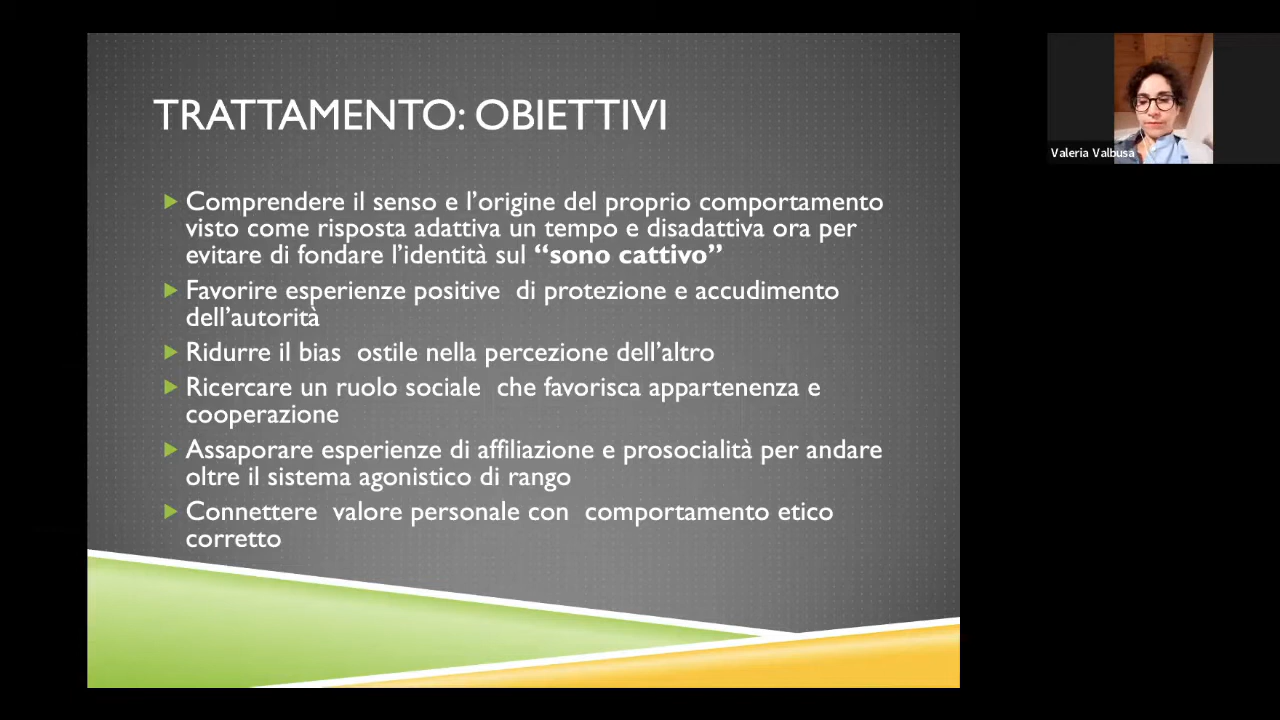 TRATTAMENTO: OBIETTIVI
Comprendere il senso e l’origine del proprio comportamento
visto come risposta adattiva un tempo e disadattiva ora per
evitare di fondare l’identità sul “sono cattivo”
Favorire esperienze positive  di protezione e accudimento
dell’autorità
Ridurre il bias  ostile nella percezione dell’altro
Ricercare un ruolo sociale  che favorisca appartenenza e
cooperazione
Assaporare esperienze di affiliazione e prosocialità per andare
oltre il sistema agonistico di rango
Connettere  valore personale con  comportamento etico
corretto
Valeria Valbusa